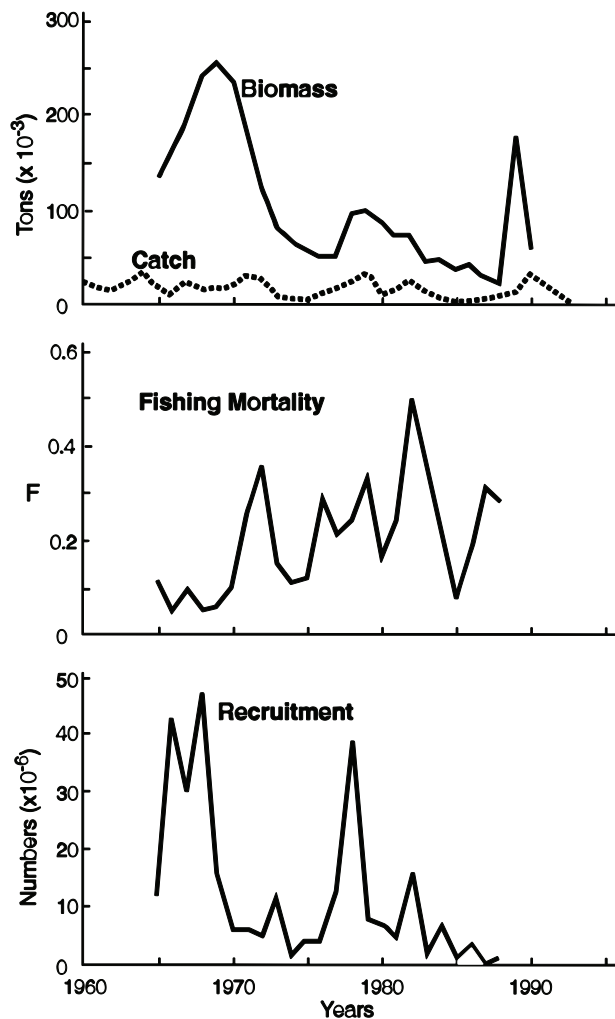 300
Biomass
200
Tons (x 10⁻³)
100
Catch
0
0.6
Fishing Mortality
0.4
F
0.2
0
50
Recruitment
40
Numbers (x10⁻⁶)
30
20
10
0
1960 1970 1980 1990
Years